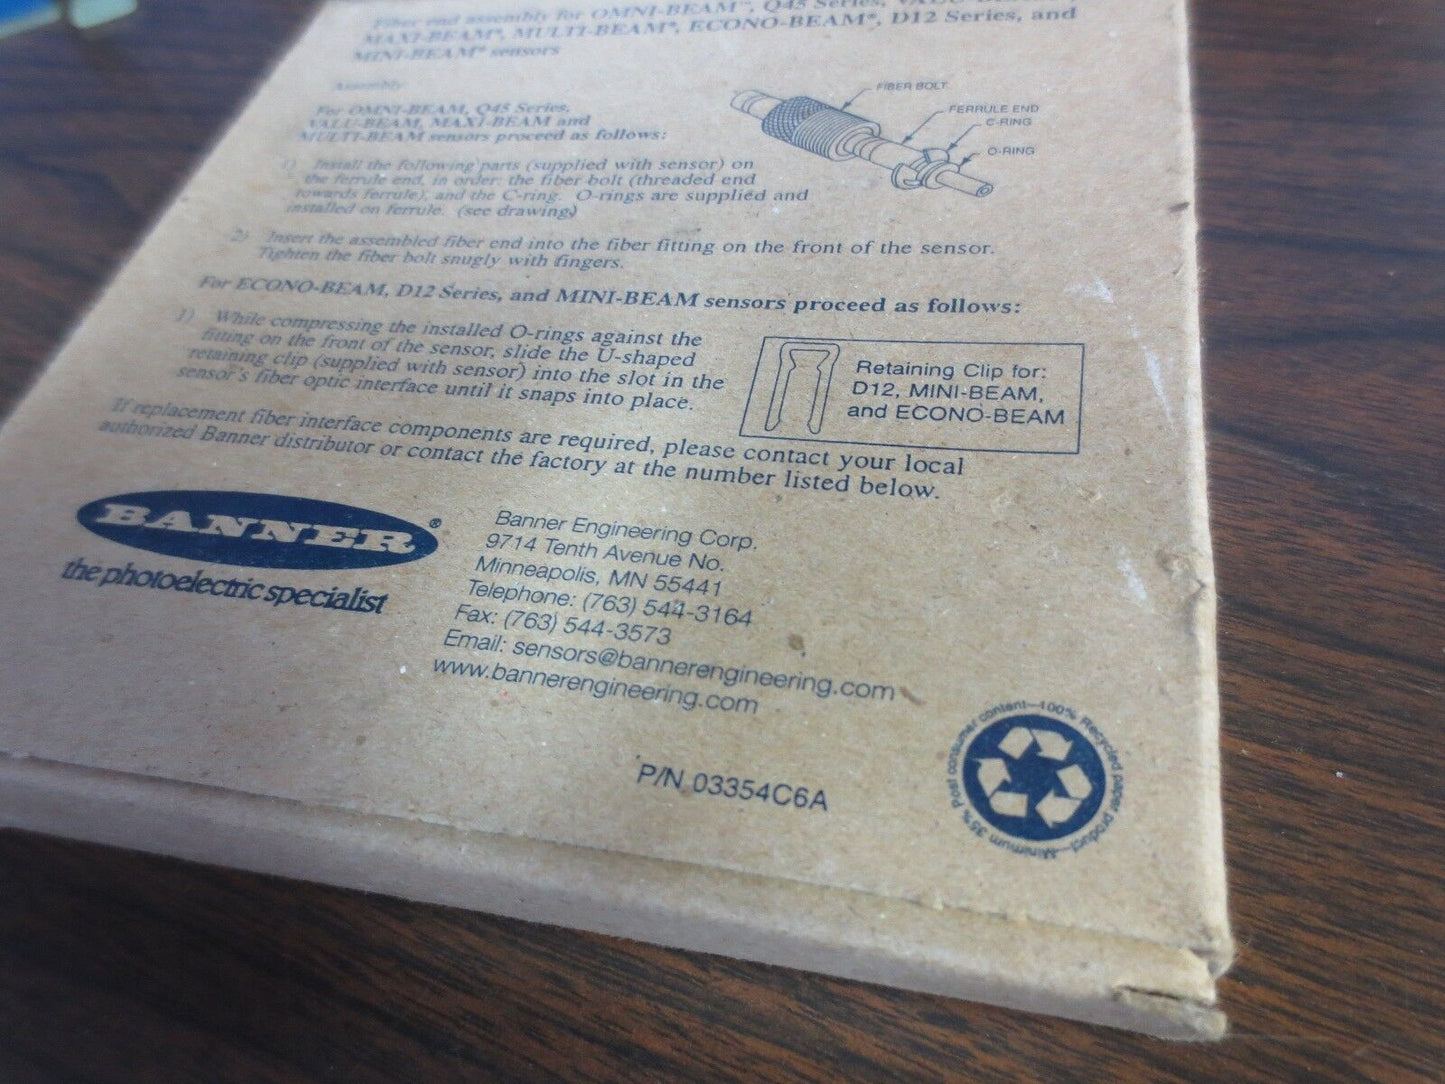 Fiber end assembly for OMNI-BEAM™, Q45 Series,
MAXI-BEAM®, MULTI-BEAM®, ECONO-BEAM®, D12 Series, and
MINI-BEAM® sensors
Assembly
For OMNI-BEAM, Q45 Series,
VALU-BEAM, MAXI-BEAM and
MULTI-BEAM sensors proceed as follows:
FIBER BOLT
FERRULE END
C-RING
O-RING
1) Install the following parts (supplied with sensor) on
the ferrule end, in order: the fiber bolt (threaded end
towards ferrule), and the C-ring. O-rings are supplied and
installed on ferrule. (see drawing)
2) Insert the assembled fiber end into the fiber fitting on the front of the sensor.
Tighten the fiber bolt snugly with fingers.
For ECONO-BEAM, D12 Series, and MINI-BEAM sensors proceed as follows:
1) While compressing the installed O-rings against the
fitting on the front of the sensor, slide the U-shaped
retaining clip (supplied with sensor) into the slot in the
sensor's fiber optic interface until it snaps into place.
Retaining Clip for:
D12, MINI-BEAM,
and ECONO-BEAM
If replacement fiber interface components are required, please contact your local
authorized Banner distributor or contact the factory at the number listed below.
BANNER®
the photoelectric specialist
Banner Engineering Corp.
9714 Tenth Avenue No.
Minneapolis, MN 55441
Telephone: (763) 544-3164
Fax: (763) 544-3573
Email: sensors@bannerengineering.com
www.bannerengineering.com
P/N 03354C6A
100% Recycled paper product—Minimum 35% Post consumer content—